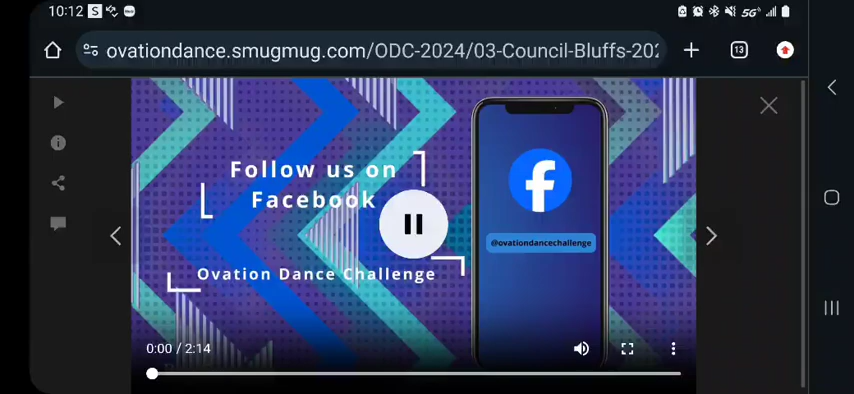 10:12
5G
ovationdance.smugmug.com/ODC-2024/03-Council-Bluffs-202
13
Follow us on
Facebook
@ovationdancechallenge
Ovation Dance Challenge
0:00 / 2:14